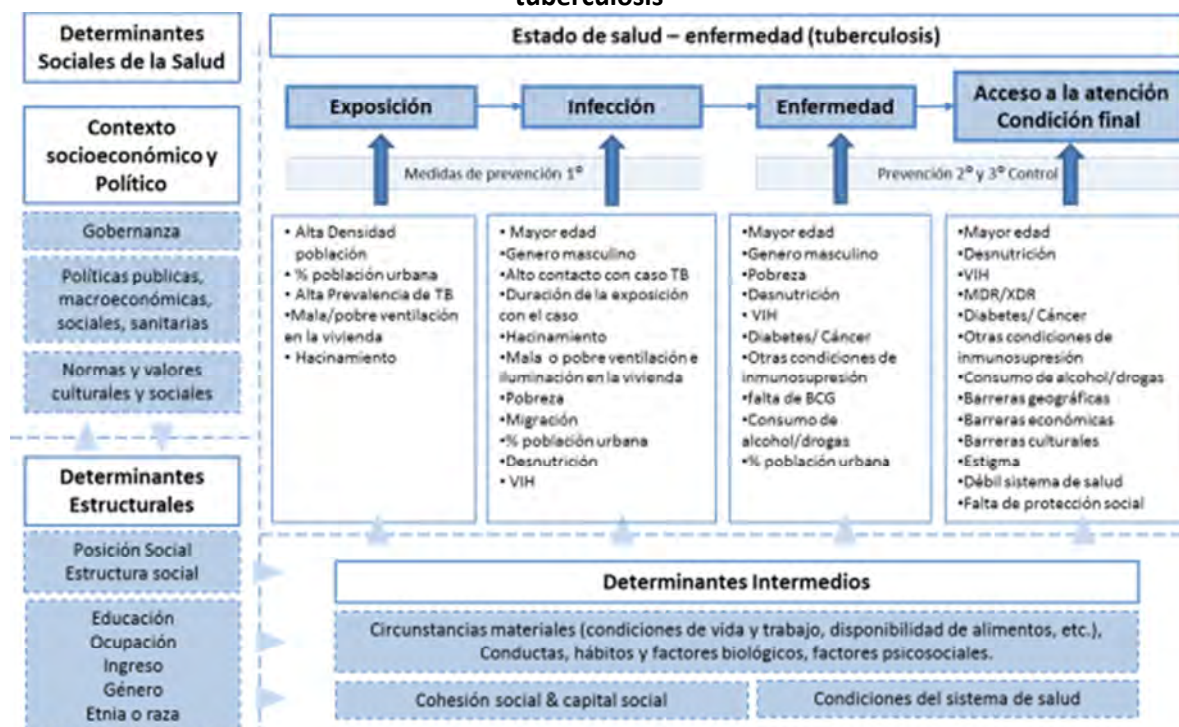 tuberculosis
Determinantes
Sociales de la Salud
Contexto
socioeconómico y
Político
Gobernanza
Políticas publicas,
macroeconómicas,
sociales, sanitarias
Normas y valores
culturales y sociales
Determinantes
Estructurales
Posición Social
Estructura social
Educación
Ocupación
Ingreso
Género
Etnia o raza
Estado de salud – enfermedad (tuberculosis)
Exposición
Infección
Enfermedad
Acceso a la atención
Condición final
Medidas de prevención 1º
Prevención 2º y 3º Control
• Alta Densidad
población
• % población urbana
• Alta Prevalencia de TB
•Mala/pobre ventilación
en la vivienda
• Hacinamiento
• Mayor edad
•Genero masculino
•Alto contacto con caso TB
•Duración de la exposición
con el caso
•Hacinamiento
•Mala o pobre ventilación e
iluminación en la vivienda
•Pobreza
•Migración
•% población urbana
•Desnutrición
• VIH
•Mayor edad
•Genero masculino
•Pobreza
•Desnutrición
• VIH
•Diabetes/ Cáncer
•Otras condiciones de
inmunosupresión
•falta de BCG
•Consumo de
alcohol/drogas
•% población urbana
•Mayor edad
•Desnutrición
•VIH
•MDR/XDR
•Diabetes/ Cáncer
•Otras condiciones de
inmunosupresión
•Consumo de alcohol/drogas
•Barreras geográficas
•Barreras económicas
•Barreras culturales
•Estigma
•Débil sistema de salud
•Falta de protección social
Determinantes Intermedios
Circunstancias materiales (condiciones de vida y trabajo, disponibilidad de alimentos, etc.),
Conductas, hábitos y factores biológicos, factores psicosociales.
Cohesión social & capital social
Condiciones del sistema de salud